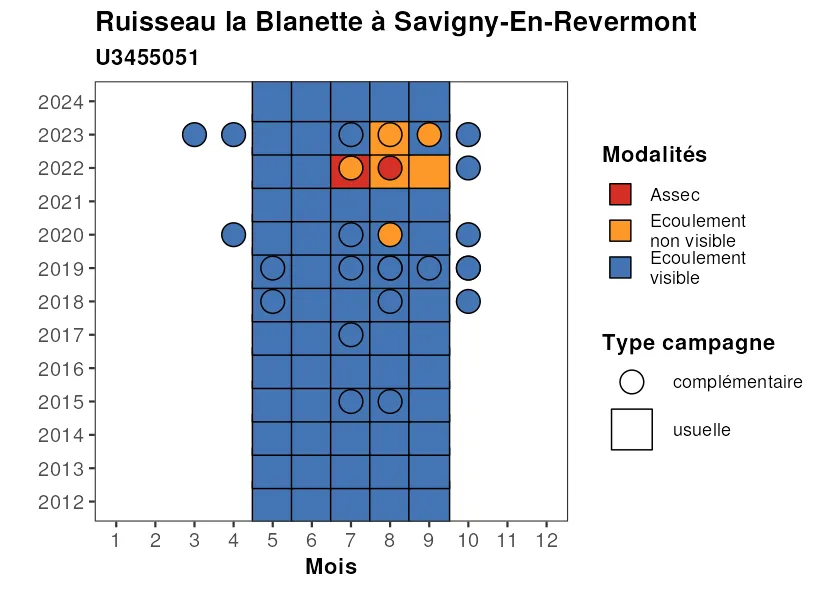 Ruisseau la Blanette à Savigny-En-Revermont
U3455051
2024
2023
2022
2021
2020
2019
2018
2017
2016
2015
2014
2013
2012
1 2 3 4 5 6 7 8 9 10 11 12
Mois
Modalités
Assec
Ecoulement
non visible
Ecoulement
visible
Type campagne
complémentaire
usuelle